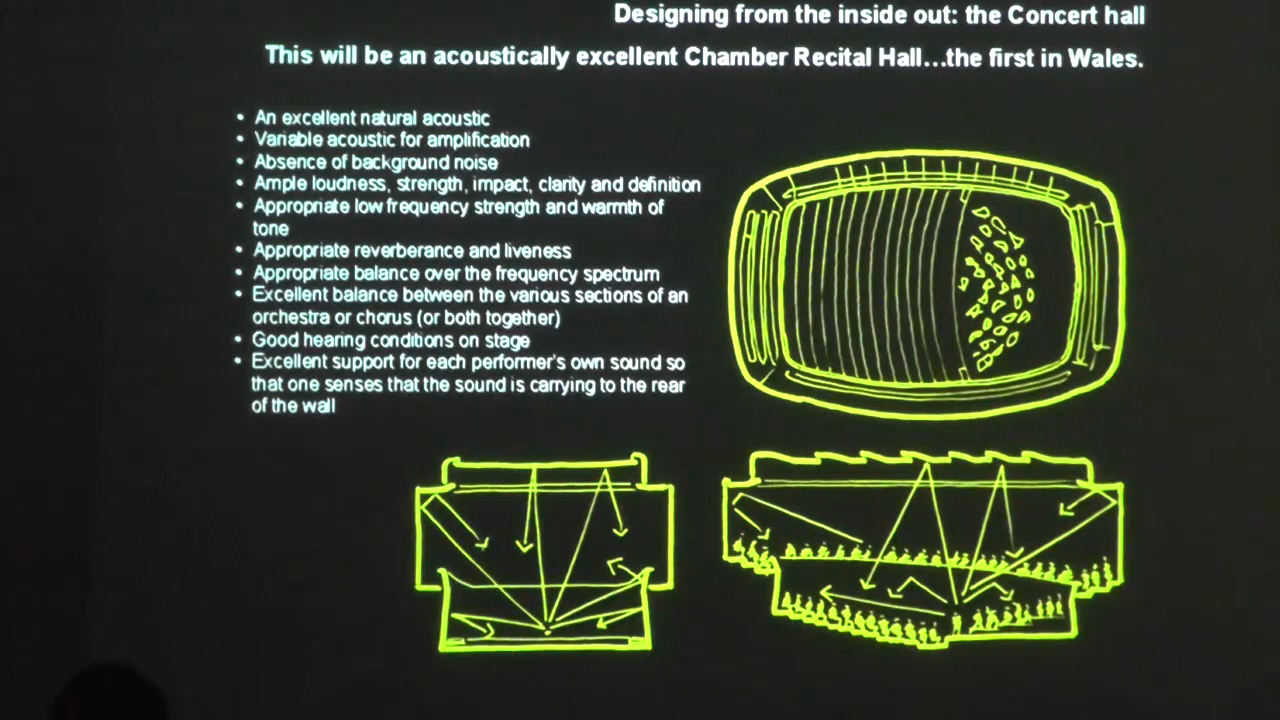 Designing from the inside out: the Concert hall
This will be an acoustically excellent Chamber Recital Hall...the first in Wales.
• An excellent natural acoustic
• Variable acoustic for amplification
• Absence of background noise
• Ample loudness, strength, impact, clarity and definition
• Appropriate low frequency strength and warmth of
tone
• Appropriate reverberance and liveness
• Appropriate balance over the frequency spectrum
• Excellent balance between the various sections of an
orchestra or chorus (or both together)
• Good hearing conditions on stage
• Excellent support for each performer's own sound so
that one senses that the sound is carrying to the rear
of the wall